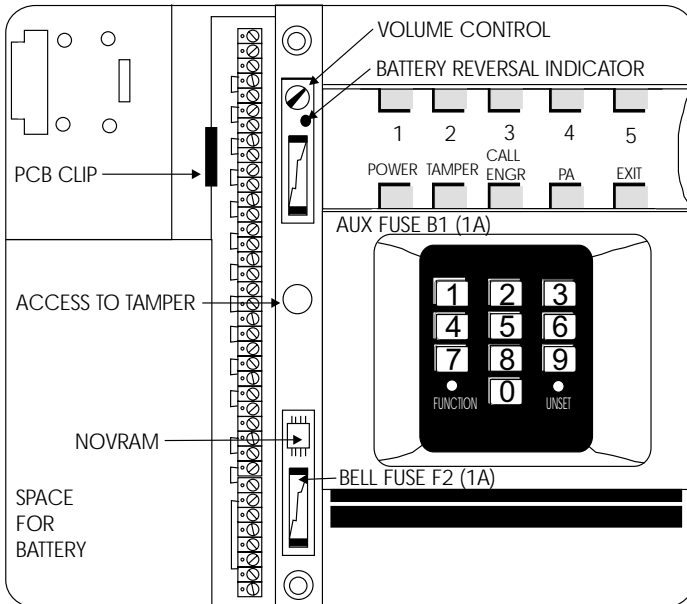 VOLUME CONTROL
BATTERY REVERSAL INDICATOR
1 2 3 4 5
PCB CLIP
POWER TAMPER CALL ENGR PA EXIT
AUX FUSE B1 (1A)
ACCESS TO TAMPER
1 2 3
4 5 6
7 8 9
0
FUNCTION UNSET
NOVRAM
BELL FUSE F2 (1A)
SPACE
FOR
BATTERY